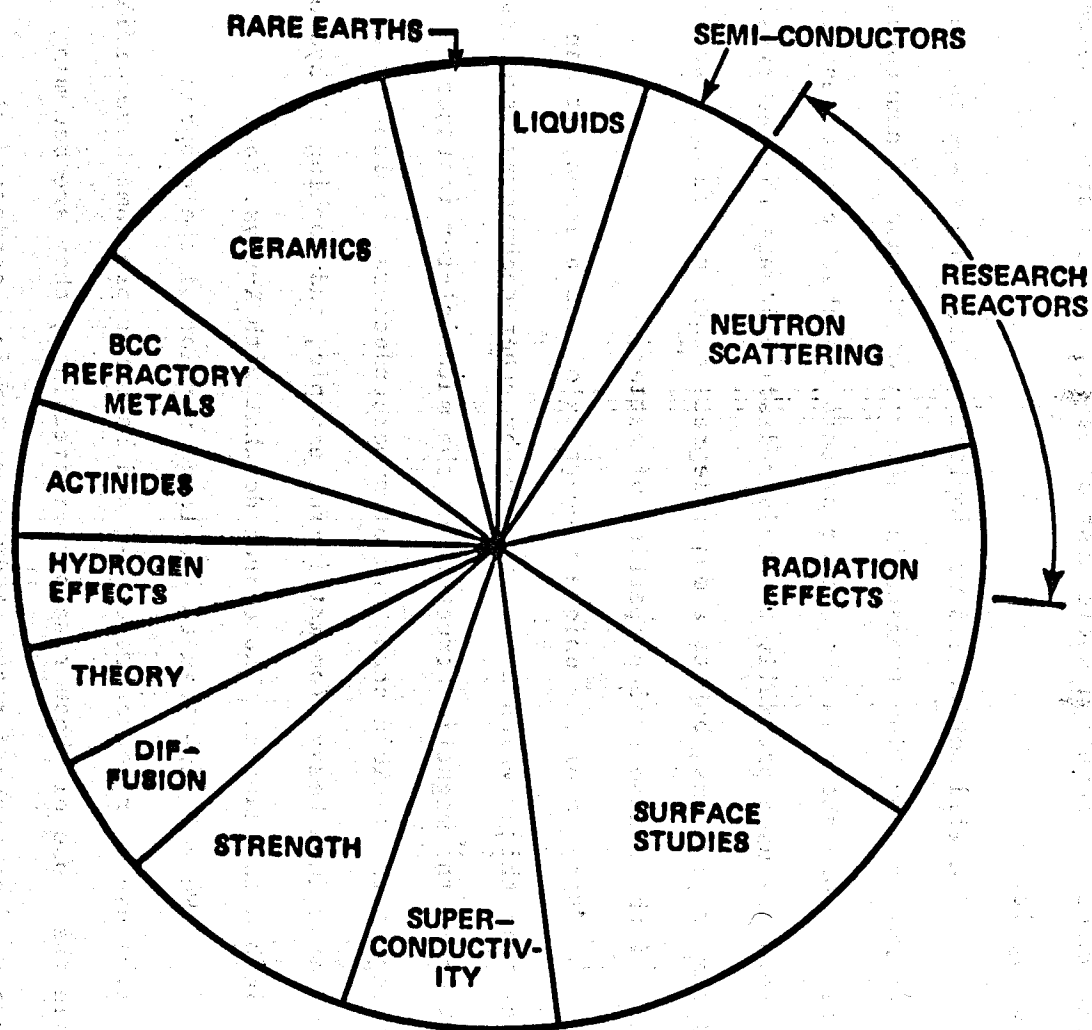 RARE EARTHS
SEMI-CONDUCTORS
LIQUIDS
CERAMICS
RESEARCH
REACTORS
NEUTRON
SCATTERING
BCC
REFRACTORY
METALS
ACTINIDES
HYDROGEN
EFFECTS
RADIATION
EFFECTS
THEORY
DIF-
FUSION
SURFACE
STUDIES
STRENGTH
SUPER-
CONDUCTIV-
ITY